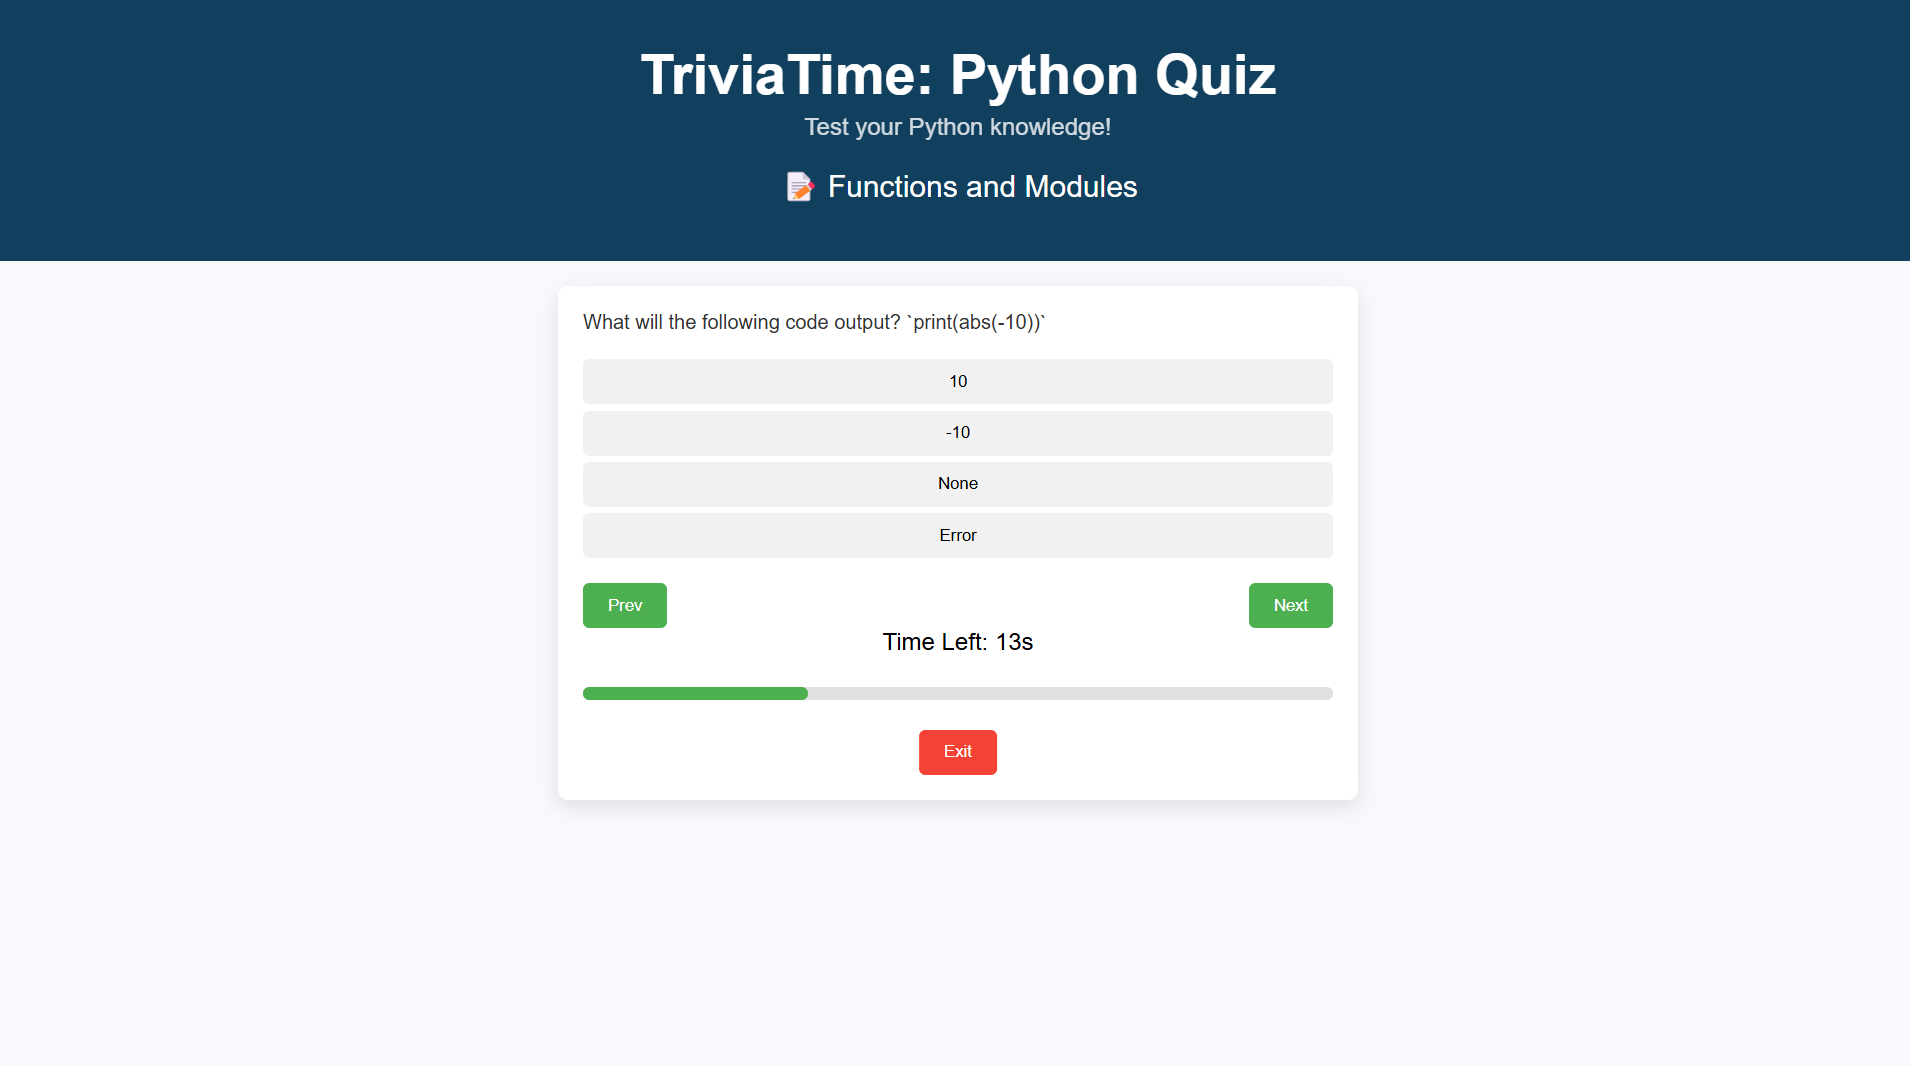 TriviaTime: Python Quiz
Test your Python knowledge!
📝 Functions and Modules
What will the following code output? `print(abs(-10))`
10
-10
None
Error
Prev
Next
Time Left: 13s
Exit